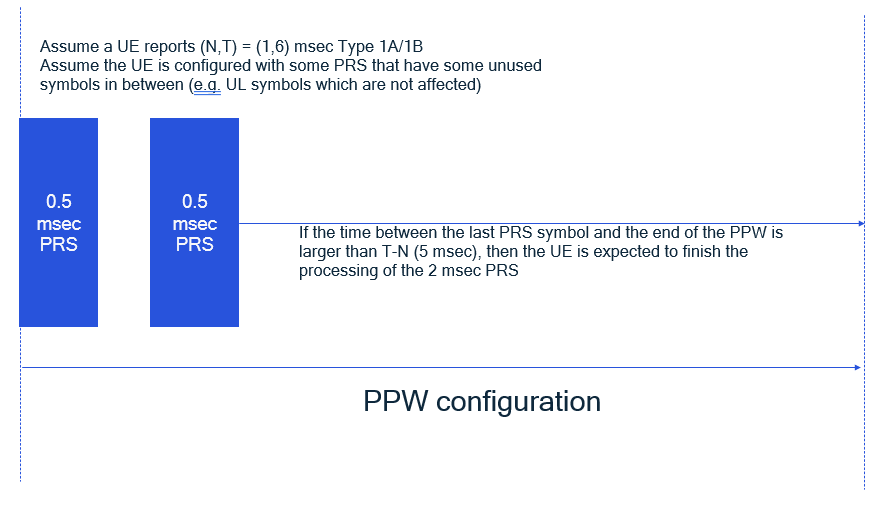 Assume a UE reports (N,T) = (1,6) msec Type 1A/1B
Assume the UE is configured with some PRS that have some unused
symbols in between (e.g. UL symbols which are not affected)
0.5
msec
PRS
0.5
msec
PRS
If the time between the last PRS symbol and the end of the PPW is
larger than T-N (5 msec), then the UE is expected to finish the
processing of the 2 msec PRS
PPW configuration